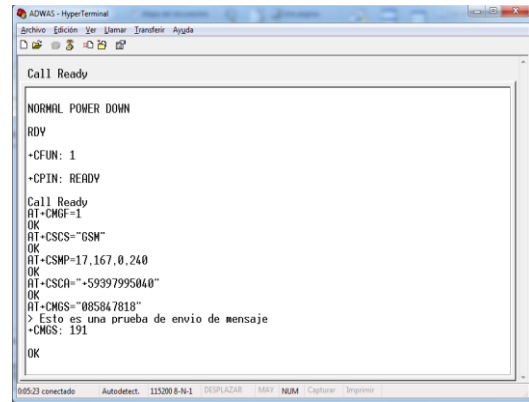 ADWAS - HyperTerminal
Archivo Edición Ver Llamar Transferir Ayuda
Call Ready
NORMAL POWER DOWN
RDY
+CFUN: 1
+CPIN: READY
Call Ready
AT+CMGF=1
OK
AT+CSCS="GSM"
OK
AT+CSMP=17,167,0,240
OK
AT+CSCA="+59397995040"
OK
AT+CMGS="085847818"
> Esto es una prueba de envio de mensaje
+CMGS: 191
OK
0:05:23 conectado Autodetect. 115200 8-N-1 DESPLAZAR MAY NUM Capturar Imprimir